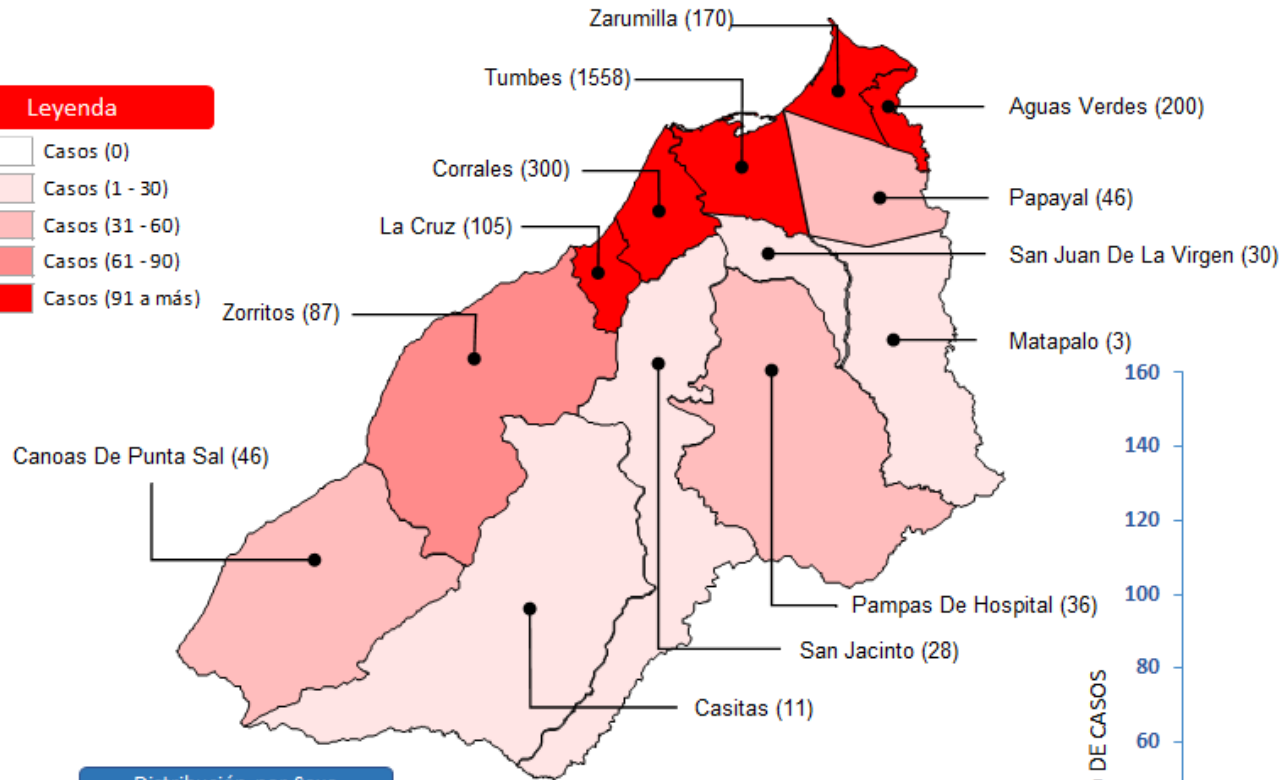 Zarumilla (170)
Tumbes (1558)
Leyenda
Aguas Verdes (200)
Casos (0)
Corrales (300)
Casos (1 - 30)
Papayal (46)
Casos (31 - 60)
La Cruz (105)
San Juan De La Virgen (30)
Casos (61 - 90)
Casos (91 a más)
Zorritos (87)
Matapalo (3)
160
140
Canoas De Punta Sal (46)
120
100
Pampas De Hospital (36)
San Jacinto (28)
80
Casitas (11)
DE CASOS
60